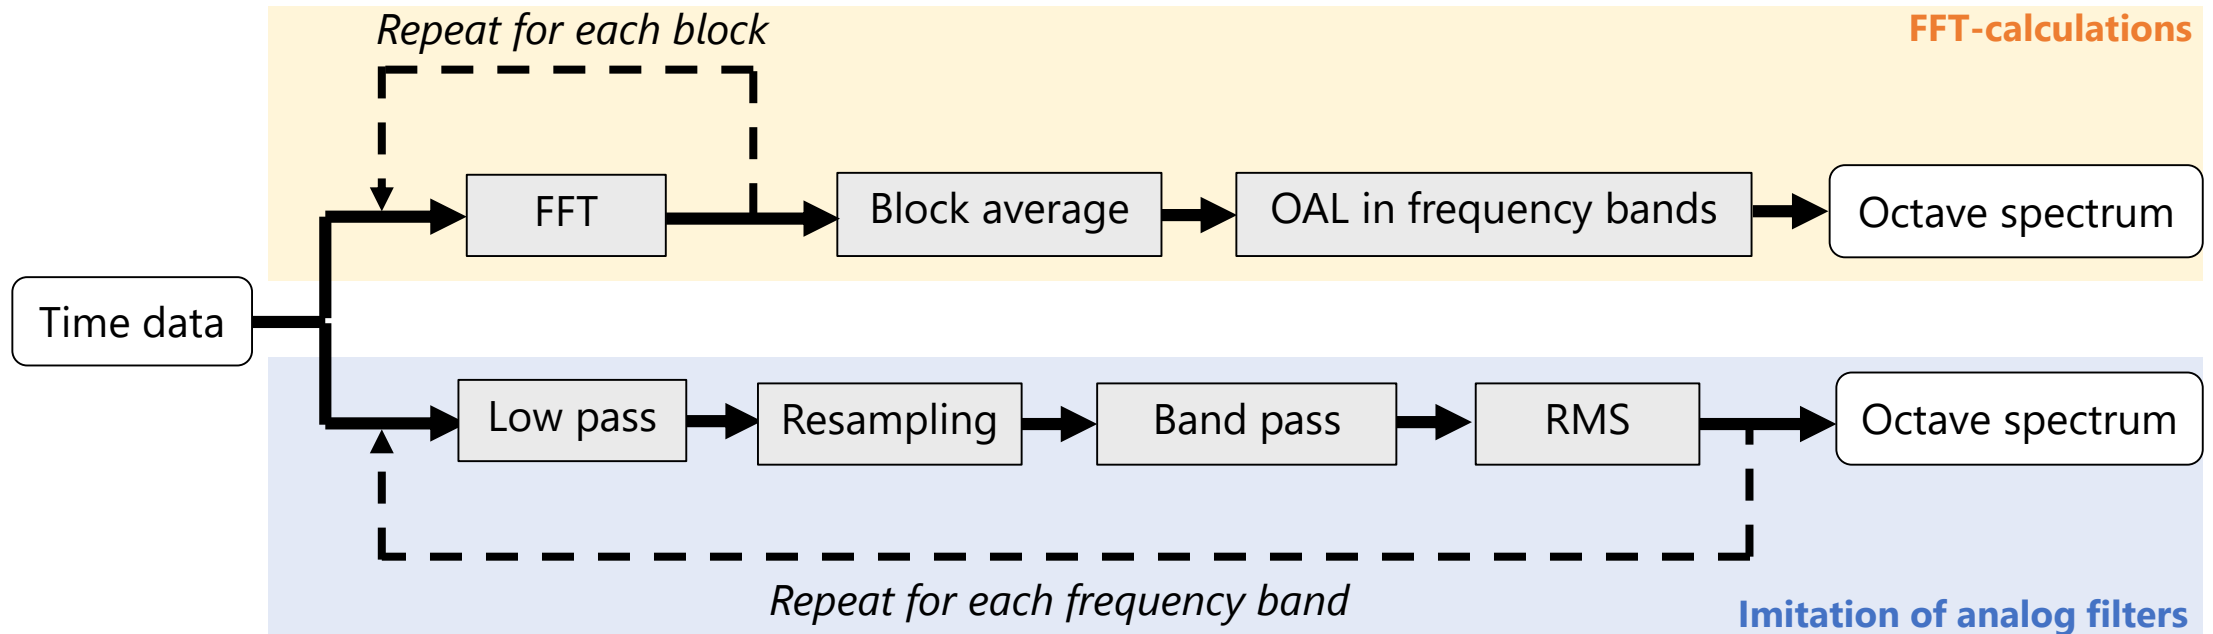 Repeat for each block
FFT-calculations
FFT
Block average
OAL in frequency bands
Octave spectrum
Time data
Low pass
Resampling
Band pass
RMS
Octave spectrum
Repeat for each frequency band
Imitation of analog filters